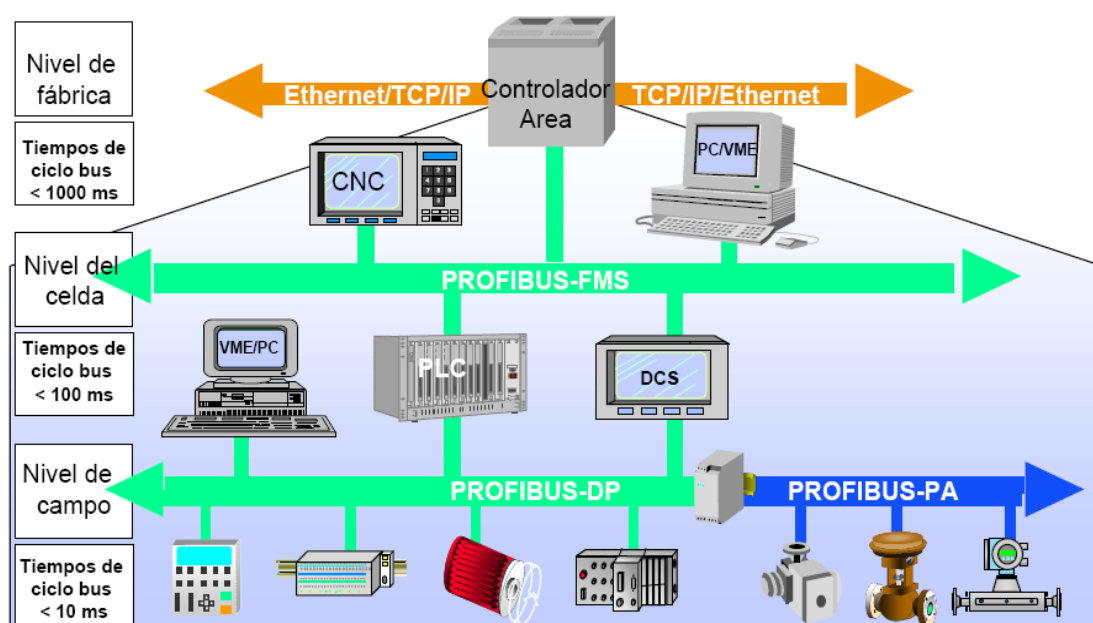 Nivel de
fábrica
Ethernet/TCP/IP
Controlador
Area
TCP/IP/Ethernet
Tiempos de
ciclo bus
< 1000 ms
CNC
PC/VME
Nivel del
celda
PROFIBUS-FMS
Tiempos de
ciclo bus
< 100 ms
VME/PC
PLC
DCS
Nivel de
campo
PROFIBUS-DP
PROFIBUS-PA
Tiempos de
ciclo bus
< 10 ms